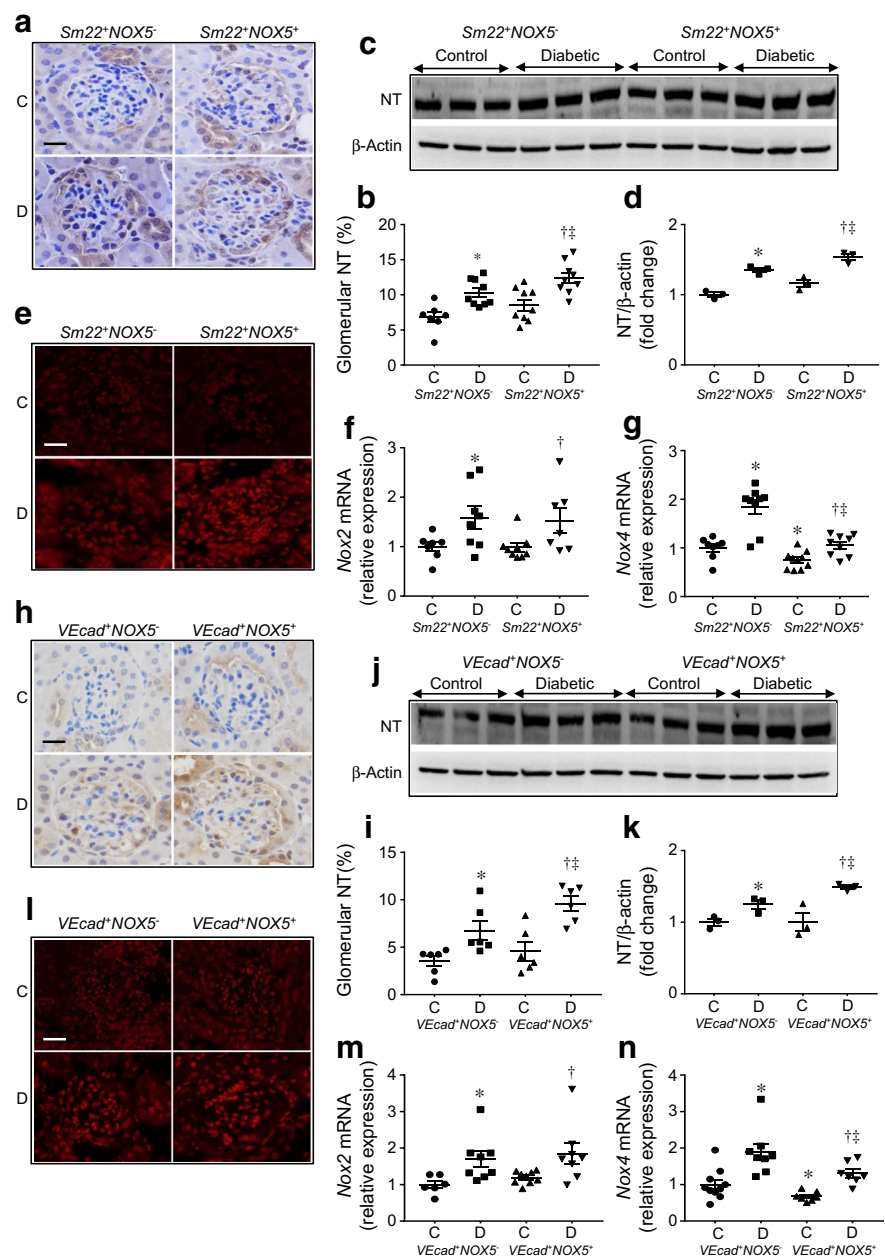 a
Sm22⁺NOX5⁻ Sm22⁺NOX5⁺
C
D
c
Sm22⁺NOX5⁻ Sm22⁺NOX5⁺
Control Diabetic Control Diabetic
NT
β-Actin
b
Glomerular NT (%)
20
15
10
5
0
* †‡
C D C D
Sm22⁺NOX5⁻ Sm22⁺NOX5⁺
d
NT/β-actin
(fold change)
2
1
0
* †‡
C D C D
Sm22⁺NOX5⁻ Sm22⁺NOX5⁺
e
Sm22⁺NOX5⁻ Sm22⁺NOX5⁺
C
D
f
Nox2 mRNA
(relative expression)
3
2
1
0
* †
C D C D
Sm22⁺NOX5⁻ Sm22⁺NOX5⁺
g
Nox4 mRNA
(relative expression)
3
2
1
0
* * †‡
C D C D
Sm22⁺NOX5⁻ Sm22⁺NOX5⁺
h
VEcad⁺NOX5⁻ VEcad⁺NOX5⁺
C
D
j
VEcad⁺NOX5⁻ VEcad⁺NOX5⁺
Control Diabetic Control Diabetic
NT
β-Actin
i
Glomerular NT(%)
15
10
5
0
* †‡
C D C D
VEcad⁺NOX5⁻ VEcad⁺NOX5⁺
k
NT/β-actin
(fold change)
2
1
0
* †‡
C D C D
VEcad⁺NOX5⁻ VEcad⁺NOX5⁺
l
VEcad⁺NOX5⁻ VEcad⁺NOX5⁺
C
D
m
Nox2 mRNA
(relative expression)
4
3
2
1
0
* †
C D C D
VEcad⁺NOX5⁻ VEcad⁺NOX5⁺
n
Nox4 mRNA
(relative expression)
4
3
2
1
0
* * †‡
C D C D
VEcad⁺NOX5⁻ VEcad⁺NOX5⁺